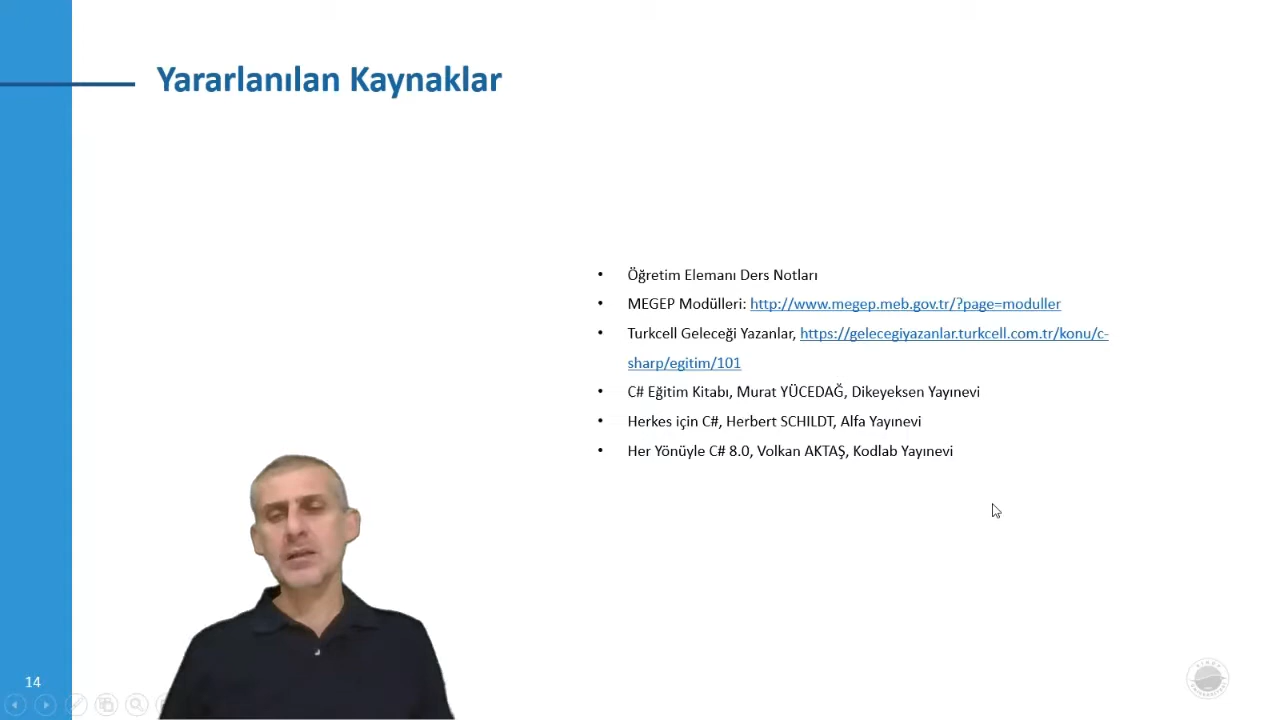 Yararlanılan Kaynaklar
• Öğretim Elemanı Ders Notları
• MEGEP Modülleri: http://www.megep.meb.gov.tr/?page=moduller
• Turkcell Geleceği Yazanlar, https://gelecegiyazanlar.turkcell.com.tr/konu/c-
sharp/egitim/101
• C# Eğitim Kitabı, Murat YÜCEDAĞ, Dikeyeksen Yayınevi
• Herkes için C#, Herbert SCHILDT, Alfa Yayınevi
• Her Yönüyle C# 8.0, Volkan AKTAŞ, Kodlab Yayınevi
14